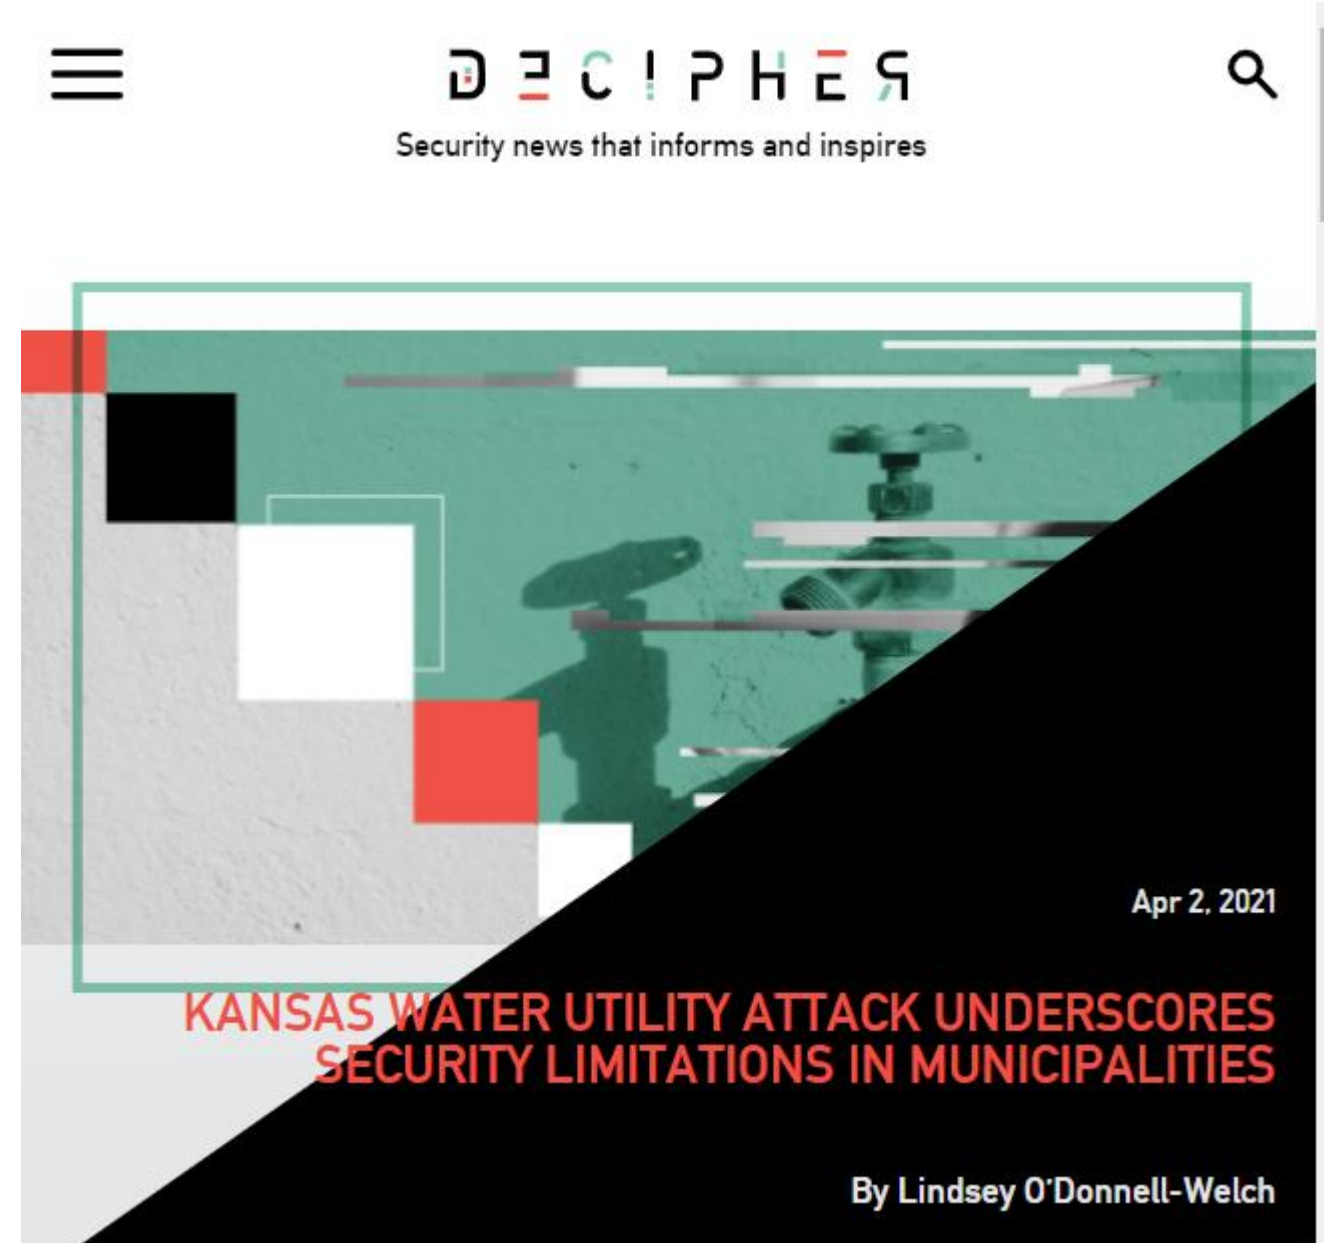 DECIPHER
Security news that informs and inspires
Apr 2, 2021
KANSAS WATER UTILITY ATTACK UNDERSCORES
SECURITY LIMITATIONS IN MUNICIPALITIES
By Lindsey O'Donnell-Welch